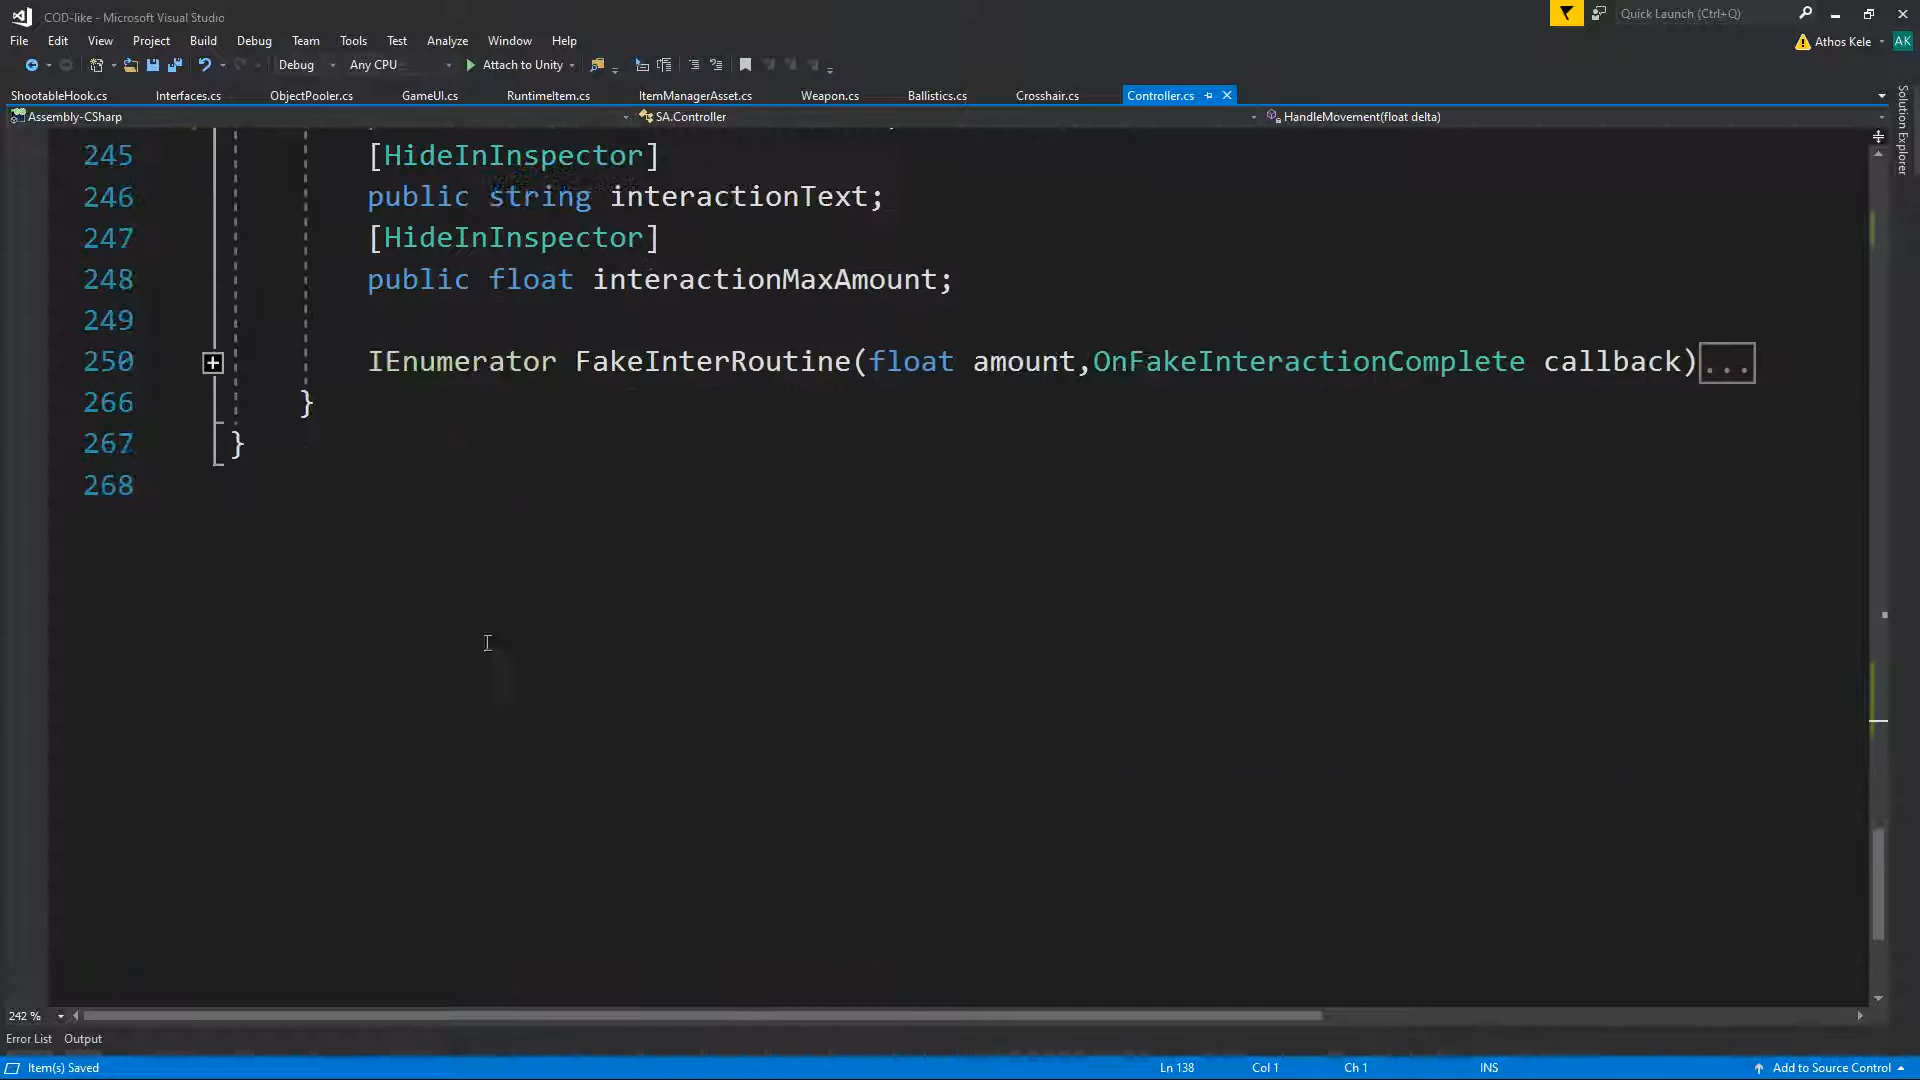 COD-like - Microsoft Visual Studio
Quick Launch (Ctrl+Q)
File Edit View Project Build Debug Team Tools Test Analyze Window Help
Athos Kele
AK
Debug Any CPU Attach to Unity
ShootableHook.cs Interfaces.cs ObjectPooler.cs GameUI.cs RuntimeItem.cs ItemManagerAsset.cs Weapon.cs Ballistics.cs Crosshair.cs Controller.cs
Assembly-CSharp SA.Controller HandleMovement(float delta)
Solution Explorer
245 [HideInInspector]
246 public string interactionText;
247 [HideInInspector]
248 public float interactionMaxAmount;
249
250 IEnumerator FakeInterRoutine(float amount,OnFakeInteractionComplete callback)...
266 }
267 }
268
242 %
Error List Output
Item(s) Saved Ln 138 Col 1 Ch 1 INS Add to Source Control